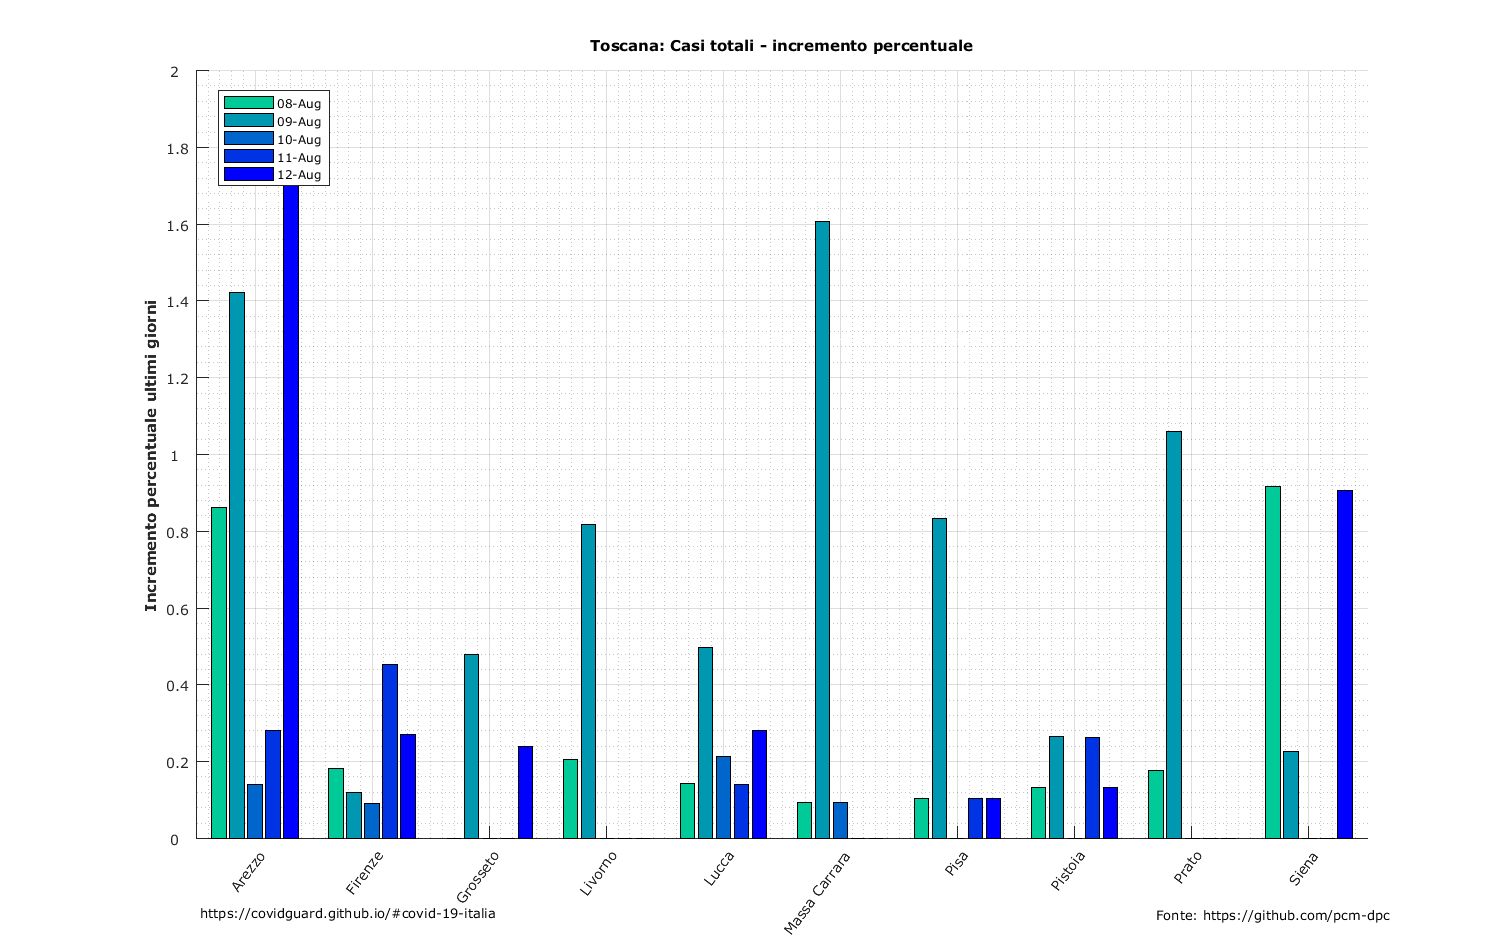 Toscana: Casi totali - incremento percentuale
Incremento percentuale ultimi giorni
2
1.8
1.6
1.4
1.2
1
0.8
0.6
0.4
0.2
0
08-Aug
09-Aug
10-Aug
11-Aug
12-Aug
Arezzo
Firenze
Grosseto
Livorno
Lucca
Massa Carrara
Pisa
Pistoia
Prato
Siena
https://covidguard.github.io/#covid-19-italia
Fonte: https://github.com/pcm-dpc